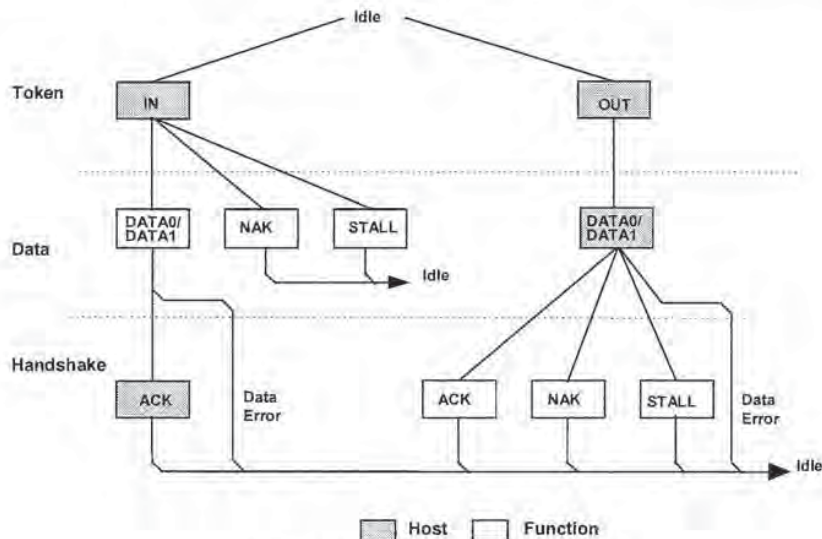 Idle
Token
IN
OUT
DATA0/
DATA1
NAK
STALL
DATA0/
DATA1
Data
Idle
Handshake
ACK
Data
Error
ACK
NAK
STALL
Data
Error
Idle
Host
Function